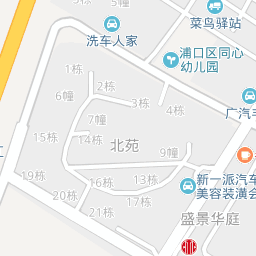 菜鸟驿站
洗车人家
浦口区同心
幼儿园
1栋
2栋
6幢
3栋
4栋
广汽丰
7幢
15栋
14栋
北苑
9幢
19栋
16栋
13栋
新一派汽车
美容装潢会
20栋
17栋
盛景华庭
21栋